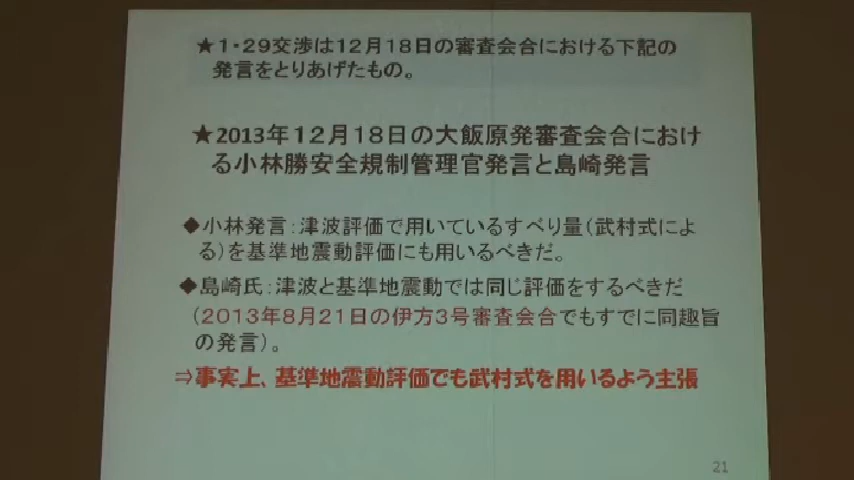 ★１・29交渉は１２月１８日の審査会合における下記の
発言をとりあげたもの。
★2013年１２月１８日の大飯原発審査会合におけ
る小林勝安全規制管理官発言と島崎発言
◆小林発言：津波評価で用いているすべり量（武村式によ
る）を基準地震動評価にも用いるべきだ。
◆島崎氏：津波と基準地震動では同じ評価をするべきだ
（2013年８月２１日の伊方３号審査会合でもすでに同趣旨
の発言）。
⇒事実上、基準地震動評価でも武村式を用いるよう主張
21